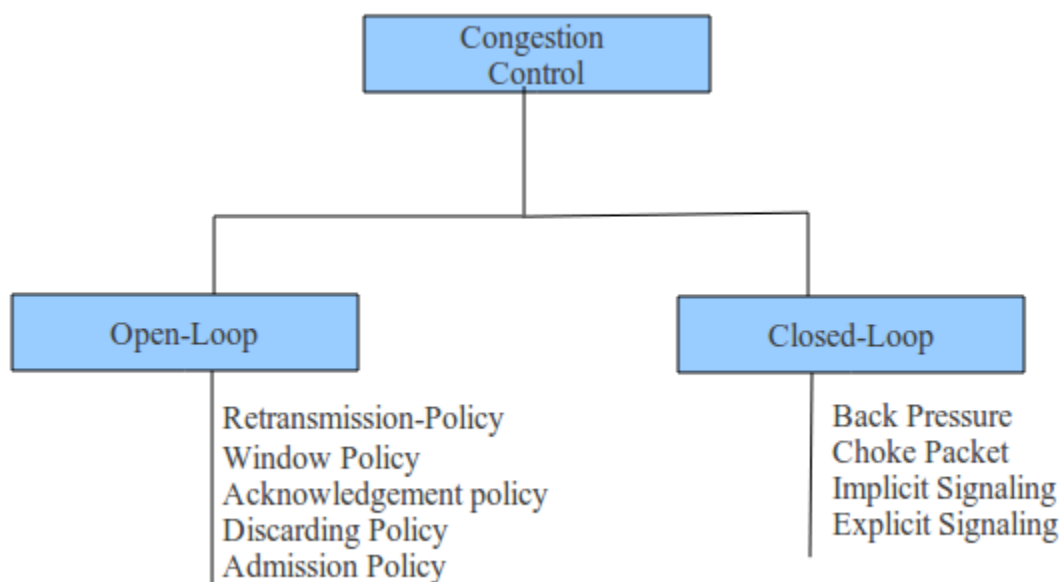 Congestion
Control
Open-Loop
Closed-Loop
Retransmission-Policy
Window Policy
Acknowledgement policy
Discarding Policy
Admission Policy
Back Pressure
Choke Packet
Implicit Signaling
Explicit Signaling